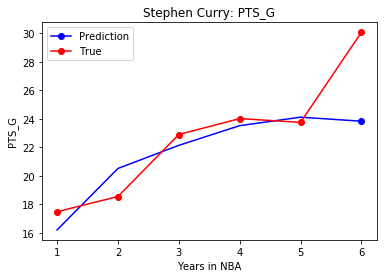 Stephen Curry: PTS_G
Prediction
True
30
28
26
24
22
20
18
16
PTS_G
1 2 3 4 5 6
Years in NBA